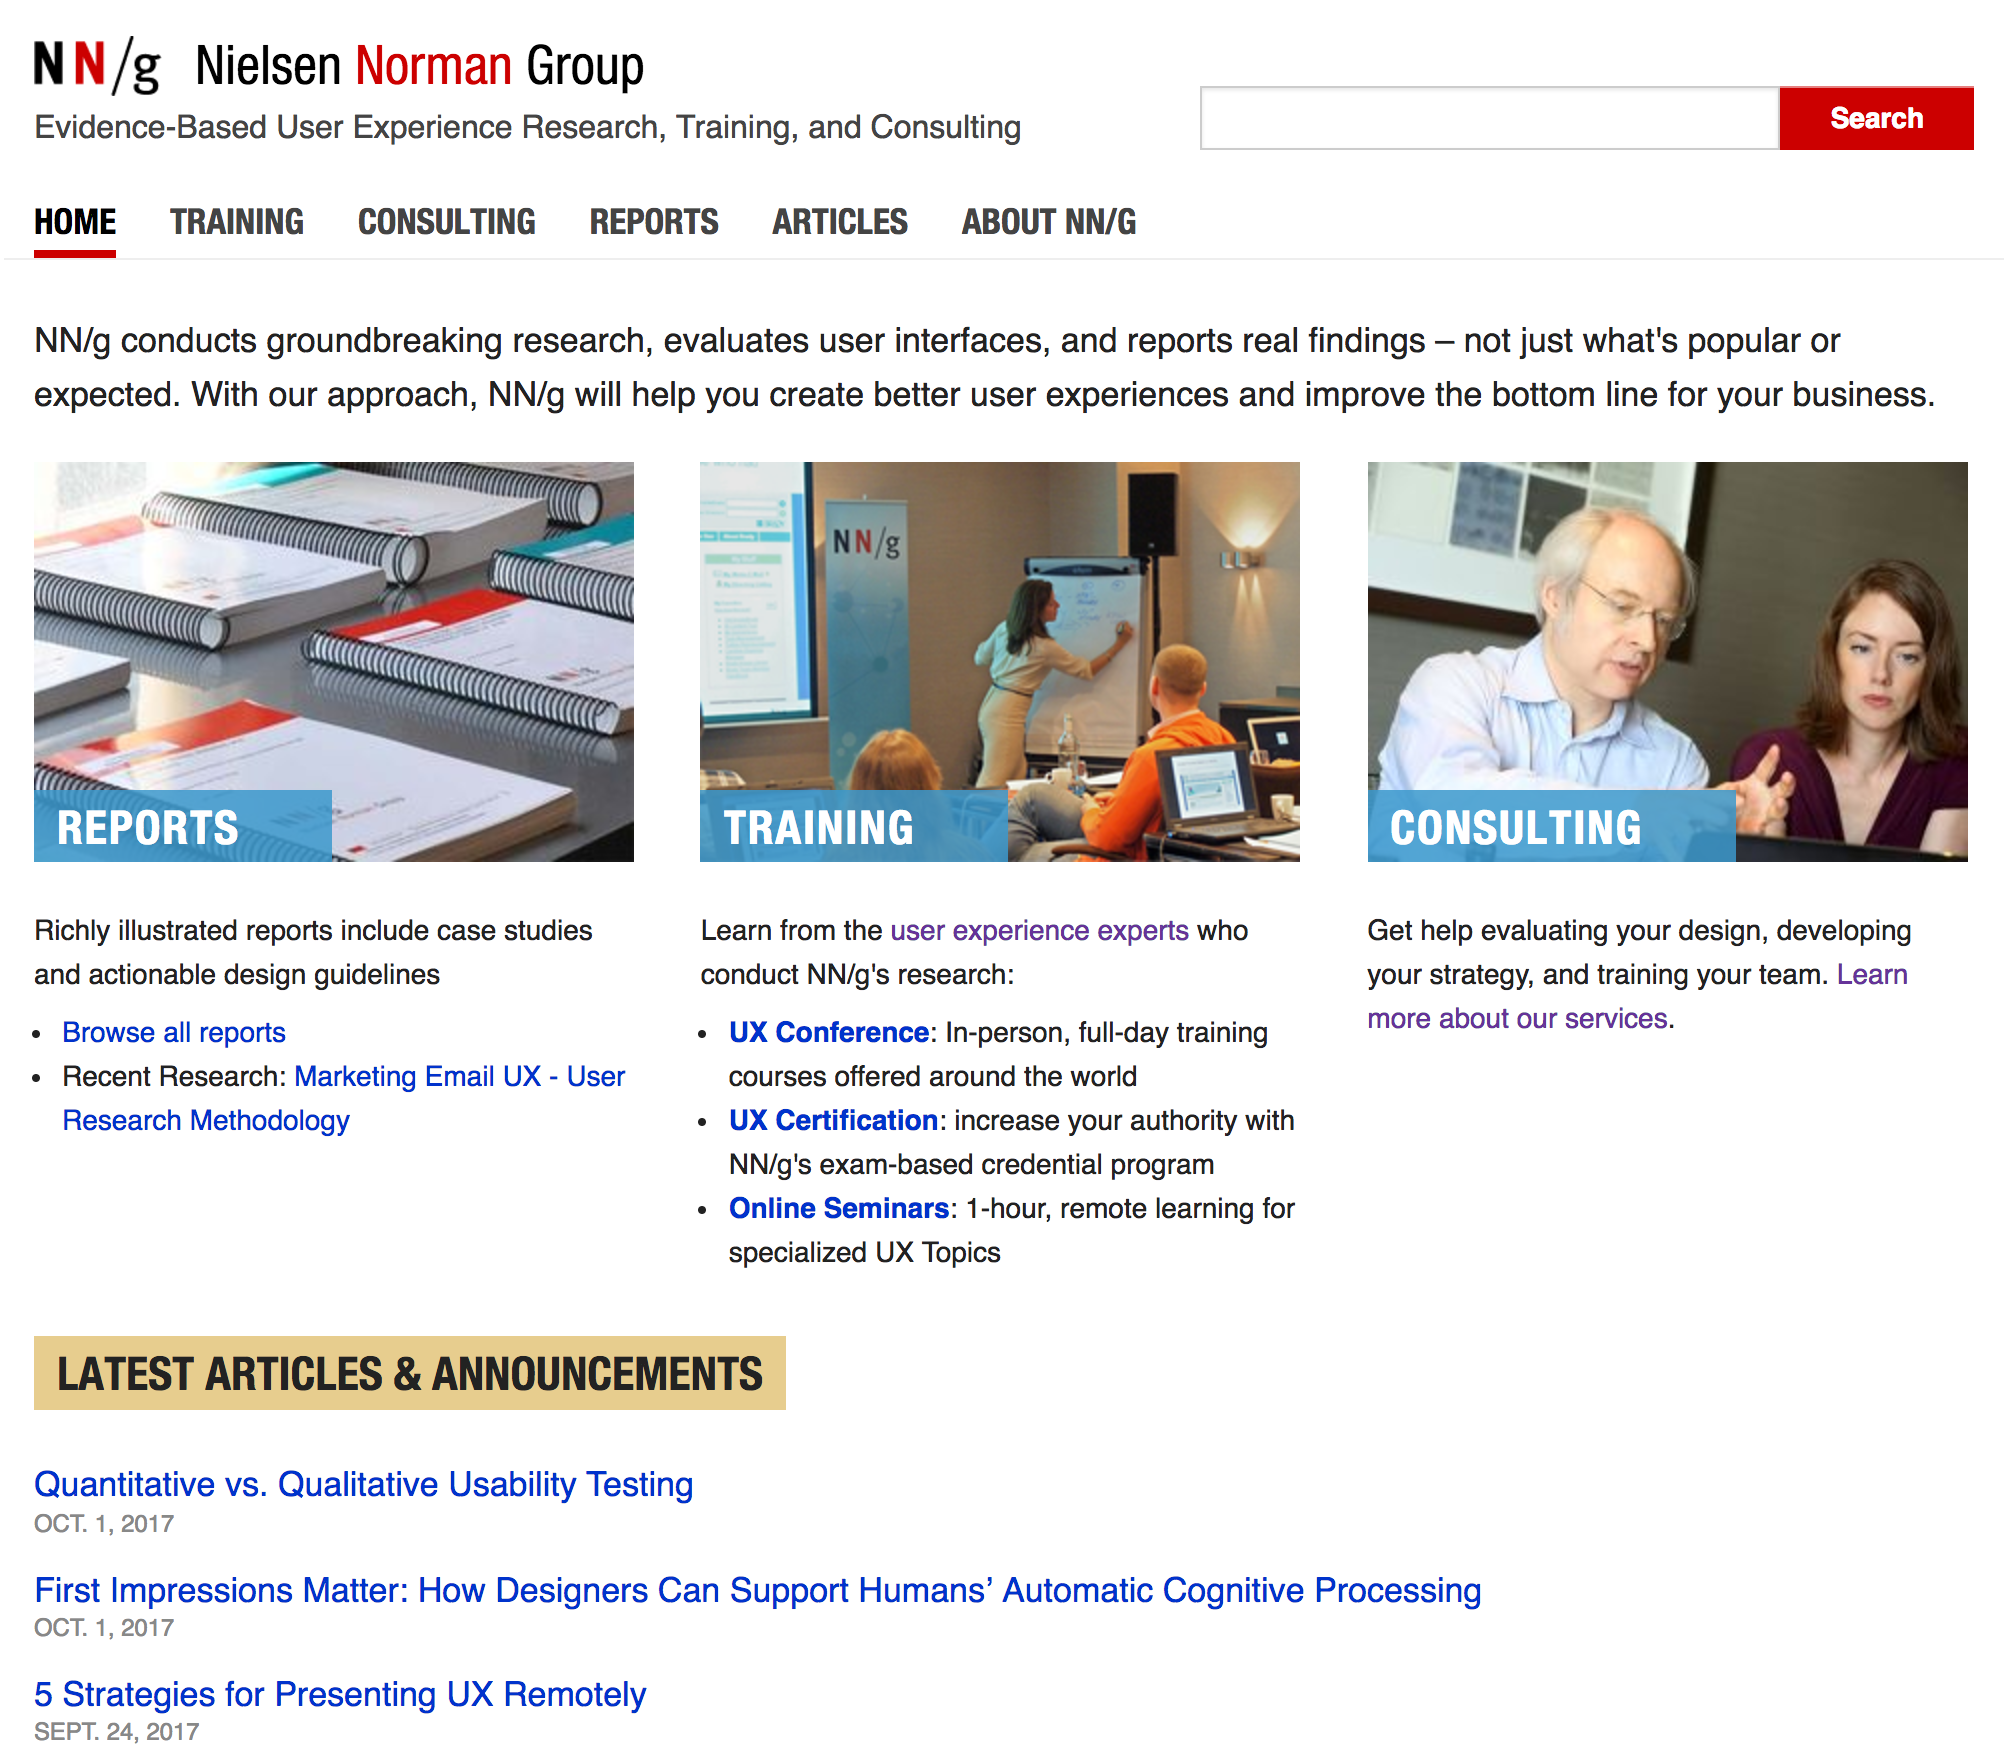 NN/g Nielsen Norman Group
Evidence-Based User Experience Research, Training, and Consulting
Search
HOME TRAINING CONSULTING REPORTS ARTICLES ABOUT NN/G
NN/g conducts groundbreaking research, evaluates user interfaces, and reports real findings – not just what's popular or
expected. With our approach, NN/g will help you create better user experiences and improve the bottom line for your business.
NN/g
REPORTS
TRAINING
CONSULTING
Richly illustrated reports include case studies
and actionable design guidelines
• Browse all reports
• Recent Research: Marketing Email UX - User
Research Methodology
Learn from the user experience experts who
conduct NN/g's research:
• UX Conference: In-person, full-day training
courses offered around the world
• UX Certification: increase your authority with
NN/g's exam-based credential program
• Online Seminars: 1-hour, remote learning for
specialized UX Topics
Get help evaluating your design, developing
your strategy, and training your team. Learn
more about our services.
LATEST ARTICLES & ANNOUNCEMENTS
Quantitative vs. Qualitative Usability Testing
OCT. 1, 2017
First Impressions Matter: How Designers Can Support Humans’ Automatic Cognitive Processing
OCT. 1, 2017
5 Strategies for Presenting UX Remotely
SEPT. 24, 2017